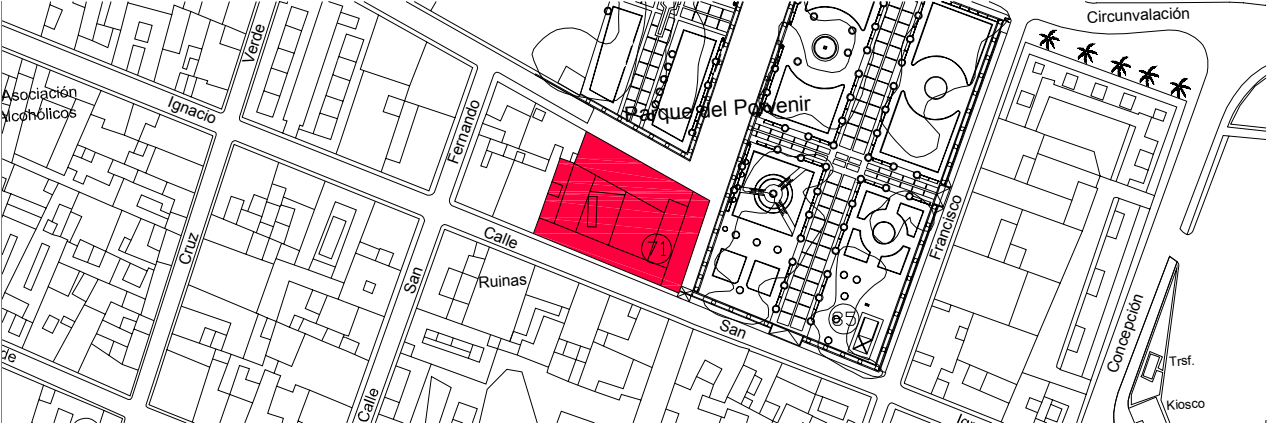 Circunvalación
Verde
Asociación
Alcohólicos
Ignacio
Parque del Porvenir
Fernando
Cruz
San
Calle
Ruinas
71
Francisco
San
85
Concepción
Trsf.
Kiosco
Calle